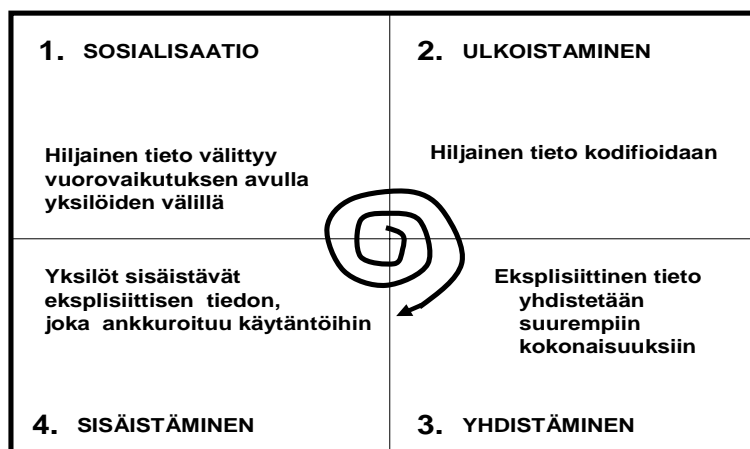 1. SOSIALISAATIO
Hiljainen tieto välittyy
vuorovaikutuksen avulla
yksilöiden välillä
2. ULKOISTAMINEN
Hiljainen tieto kodifioidaan
Yksilöt sisäistävät
eksplisiittisen tiedon,
joka ankkuroituu käytäntöihin
4. SISÄISTÄMINEN
Eksplisiittinen tieto
yhdistetään
suurempiin
kokonaisuuksiin
3. YHDISTÄMINEN